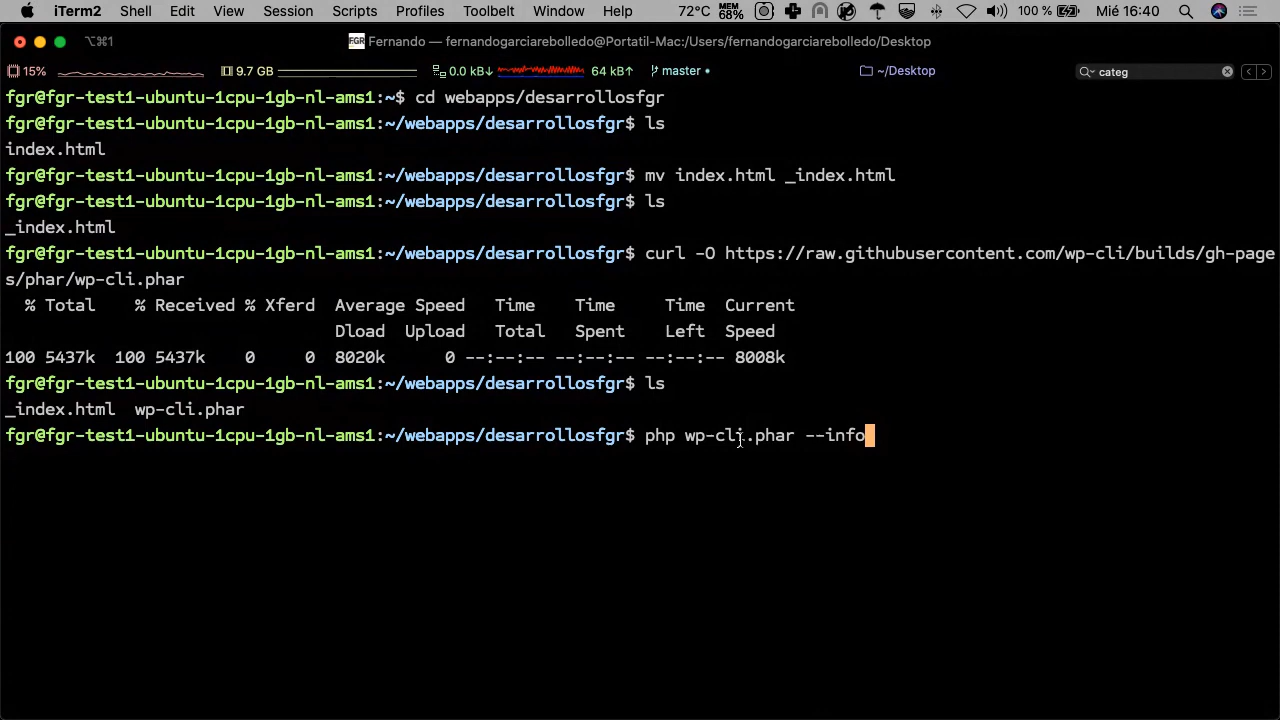 iTerm2 Shell Edit View Session Scripts Profiles Toolbelt Window Help 72°C MEM 68% 100 % Mié 16:40
⌥⌘1 FGR Fernando — fernandogarciarebolledo@Portatil-Mac:/Users/fernandogarciarebolledo/Desktop
15% 9.7 GB 0.0 kB↓ 64 kB↑ master • ~/Desktop categ
fgr@fgr-test1-ubuntu-1cpu-1gb-nl-ams1:~$ cd webapps/desarrollosfgr
fgr@fgr-test1-ubuntu-1cpu-1gb-nl-ams1:~/webapps/desarrollosfgr$ ls
index.html
fgr@fgr-test1-ubuntu-1cpu-1gb-nl-ams1:~/webapps/desarrollosfgr$ mv index.html _index.html
fgr@fgr-test1-ubuntu-1cpu-1gb-nl-ams1:~/webapps/desarrollosfgr$ ls
_index.html
fgr@fgr-test1-ubuntu-1cpu-1gb-nl-ams1:~/webapps/desarrollosfgr$ curl -O https://raw.githubusercontent.com/wp-cli/builds/gh-page
s/phar/wp-cli.phar
% Total % Received % Xferd Average Speed Time Time Time Current
Dload Upload Total Spent Left Speed
100 5437k 100 5437k 0 0 8020k 0 --:--:-- --:--:-- --:--:-- 8008k
fgr@fgr-test1-ubuntu-1cpu-1gb-nl-ams1:~/webapps/desarrollosfgr$ ls
_index.html wp-cli.phar
fgr@fgr-test1-ubuntu-1cpu-1gb-nl-ams1:~/webapps/desarrollosfgr$ php wp-cli.phar --info